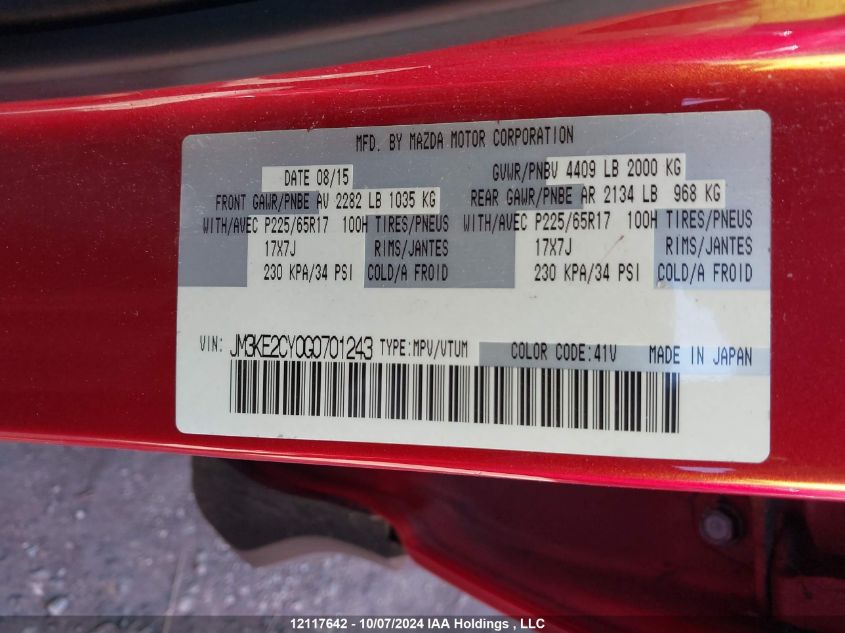 MFD. BY MAZDA MOTOR CORPORATION
DATE 08/15 GVWR/PNBV 4409 LB 2000 KG
FRONT GAWR/PNBE AV 2282 LB 1035 KG REAR GAWR/PNBE AR 2134 LB 968 KG
WITH/AVEC P225/65R17 100H TIRES/PNEUS WITH/AVEC P225/65R17 100H TIRES/PNEUS
17X7J RIMS/JANTES 17X7J RIMS/JANTES
230 KPA/34 PSI COLD/A FROID 230 KPA/34 PSI COLD/A FROID
VIN: JM3KE2CY0G0701243 TYPE:MPV/VTUM COLOR CODE:41V MADE IN JAPAN
12117642 - 10/07/2024 IAA Holdings , LLC